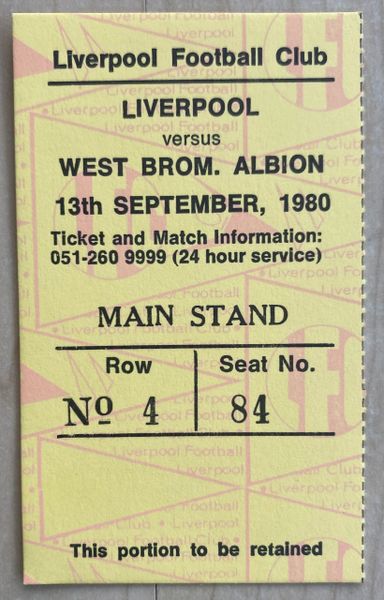 Liverpool Football Club
LIVERPOOL
versus
WEST BROM. ALBION
13th SEPTEMBER, 1980
Ticket and Match Information:
051-260 9999 (24 hour service)
MAIN STAND
Row Seat No.
Nº 4 84
This portion to be retained